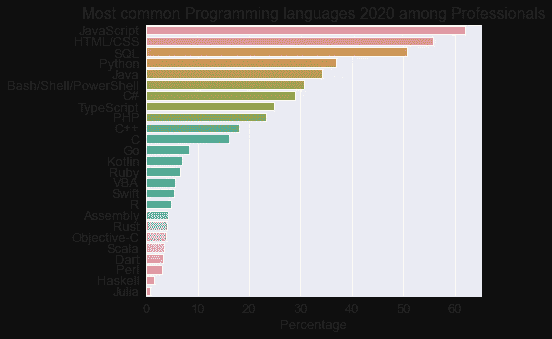 Most common Programming languages 2020 among Professionals
JavaScript
HTML/CSS
SQL
Python
Java
Bash/Shell/PowerShell
C#
TypeScript
PHP
C++
C
Go
Kotlin
Ruby
VBA
Swift
R
Assembly
Rust
Objective-C
Scala
Dart
Perl
Haskell
Julia
0 10 20 30 40 50 60
Percentage